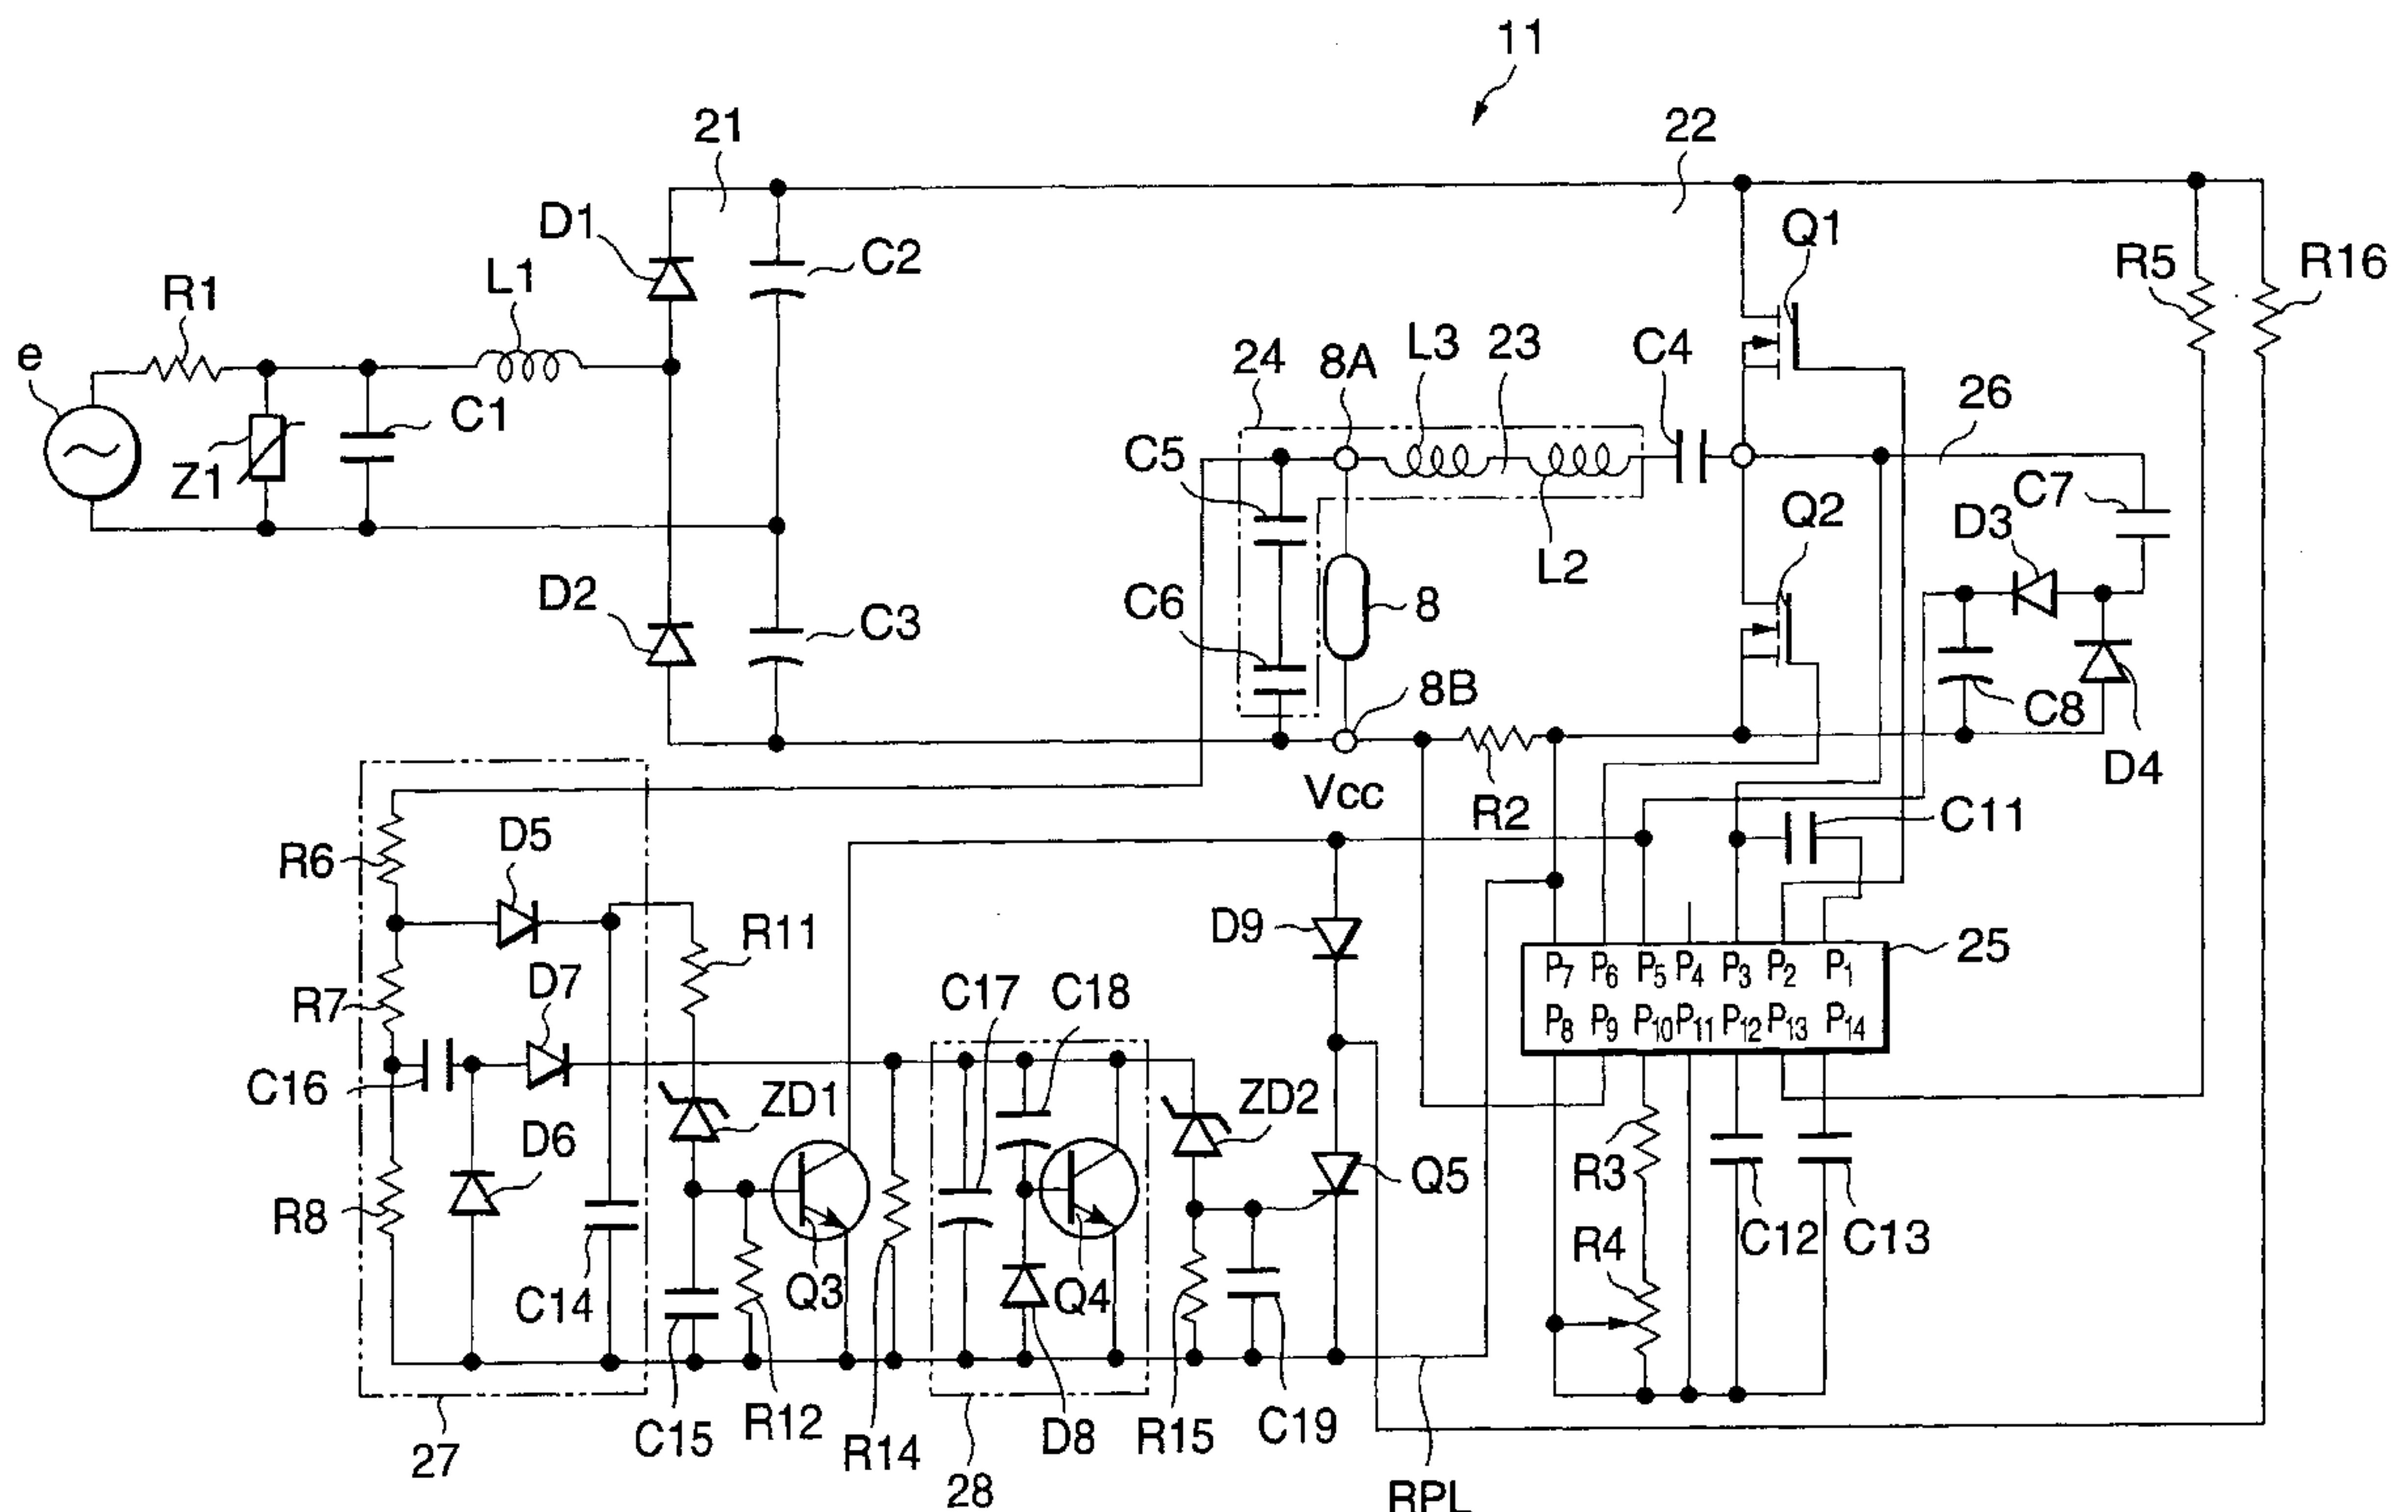 11
21
22
D1
C2
Q1
R5
R16
L1
R1
e
24
8A
L3
23
C4
26
C1
Z1
C5
C7
D3
Q2
L2
D2
C3
C6
8
8B
C8
D4
Vcc
R2
C11
R6
D5
R11
D9
25
R7
D7
C17
C18
P7 P6 P5 P4 P3 P2 P1
P8 P9 P10 P11 P12 P13 P14
C16
ZD1
ZD2
D6
Q5
R3
R8
C12
C13
R4
C14
Q3
Q4
27
C15
R12
R14
28
D8
R15
C19
RPL